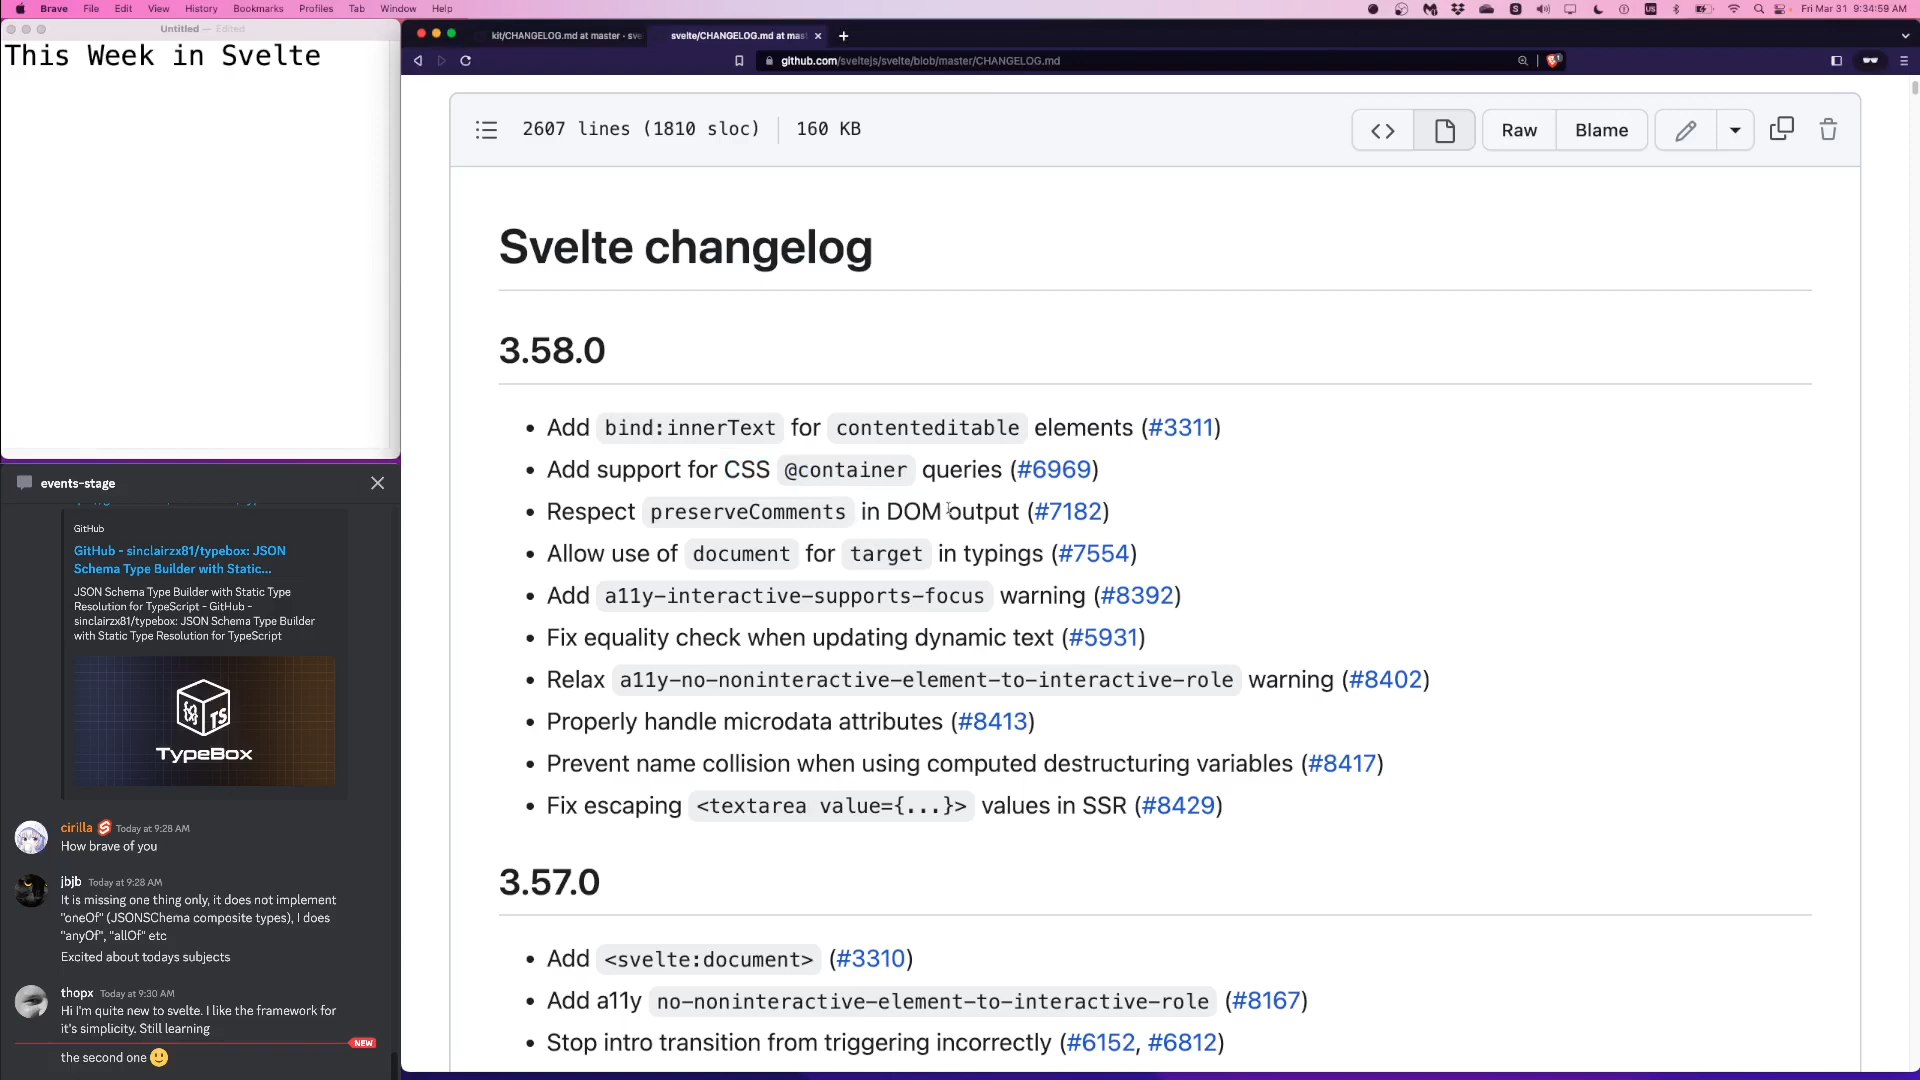 Brave File Edit View History Bookmarks Profiles Tab Window Help
Fri Mar 31 9:34:59 AM
Untitled — Edited
This Week in Svelte
kit/CHANGELOG.md at master · sve
svelte/CHANGELOG.md at mas
github.com/sveltejs/svelte/blob/master/CHANGELOG.md
2607 lines (1810 sloc) 160 KB
Raw Blame
Svelte changelog
3.58.0
• Add bind:innerText for contenteditable elements (#3311)
• Add support for CSS @container queries (#6969)
• Respect preserveComments in DOM output (#7182)
• Allow use of document for target in typings (#7554)
• Add a11y-interactive-supports-focus warning (#8392)
• Fix equality check when updating dynamic text (#5931)
• Relax a11y-no-noninteractive-element-to-interactive-role warning (#8402)
• Properly handle microdata attributes (#8413)
• Prevent name collision when using computed destructuring variables (#8417)
• Fix escaping <textarea value={...}> values in SSR (#8429)
3.57.0
• Add <svelte:document> (#3310)
• Add a11y no-noninteractive-element-to-interactive-role (#8167)
• Stop intro transition from triggering incorrectly (#6152, #6812)
events-stage
GitHub
GitHub - sinclairzx81/typebox: JSON
Schema Type Builder with Static...
JSON Schema Type Builder with Static Type
Resolution for TypeScript - GitHub -
sinclairzx81/typebox: JSON Schema Type Builder
with Static Type Resolution for TypeScript
TS
TypeBox
cirilla Today at 9:28 AM
How brave of you
jbjb Today at 9:28 AM
It is missing one thing only, it does not implement
"oneOf" (JSONSChema composite types), I does
"anyOf", "allOf" etc
Excited about todays subjects
thopx Today at 9:30 AM
Hi I'm quite new to svelte. I like the framework for
it's simplicity. Still learning
NEW
the second one 🙂